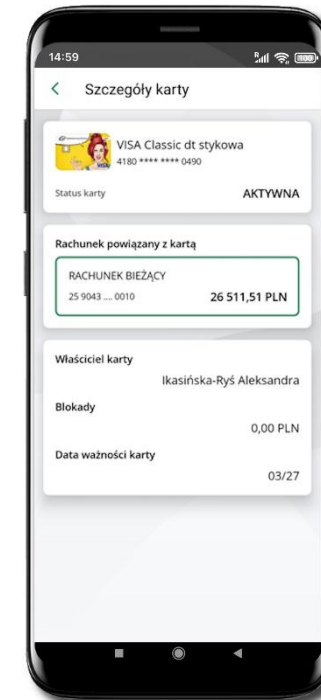 14:59
Szczegóły karty
VISA Classic dt stykowa
4180 **** **** 0490
VISA
Status karty AKTYWNA
Rachunek powiązany z kartą
RACHUNEK BIEŻĄCY
25 9043 .... 0010 26 511,51 PLN
Właściciel karty
Ikasińska-Ryś Aleksandra
Blokady
0,00 PLN
Data ważności karty
03/27